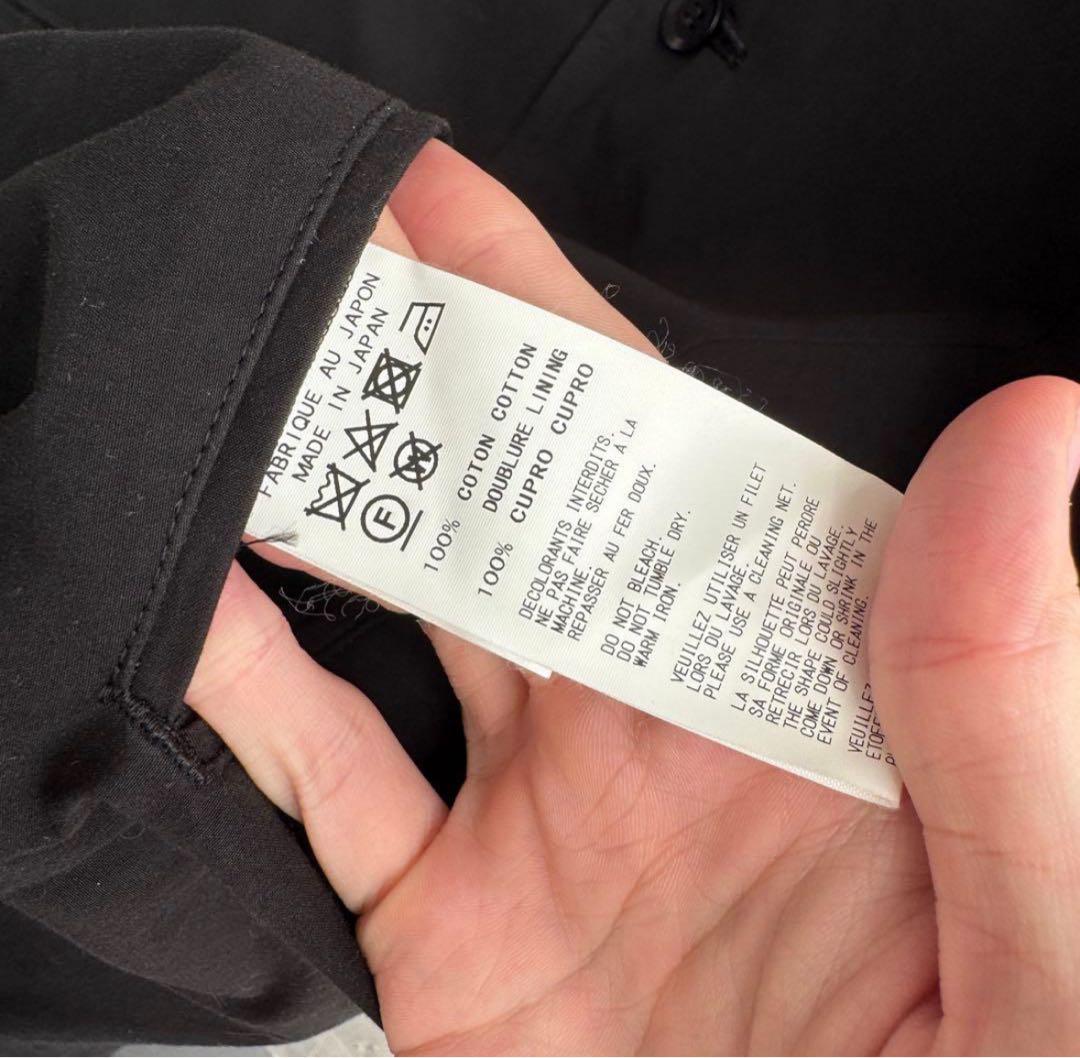 FABRIQUE AU JAPON
MADE IN JAPAN
F
W
100% COTON COTTON
DOUBLURE LINING
100% CUPRO CUPRO
DECOLORANTS INTERDITS.
NE PAS FAIRE SECHER A LA
MACHINE.
REPASSER AU FER DOUX.
DO NOT BLEACH.
DO NOT TUMBLE DRY.
WARM IRON.
VEUILLEZ UTILISER UN FILET
LORS DU LAVAGE.
PLEASE USE A CLEANING NET.
LA SILHOUETTE PEUT PERDRE
SA FORME ORIGINALE OU
RETRECIR LORS DU LAVAGE.
THE SHAPE COULD SLIGHTLY
COME DOWN OR SHRINK IN THE
EVENT OF CLEANING.
VEUILLEZ